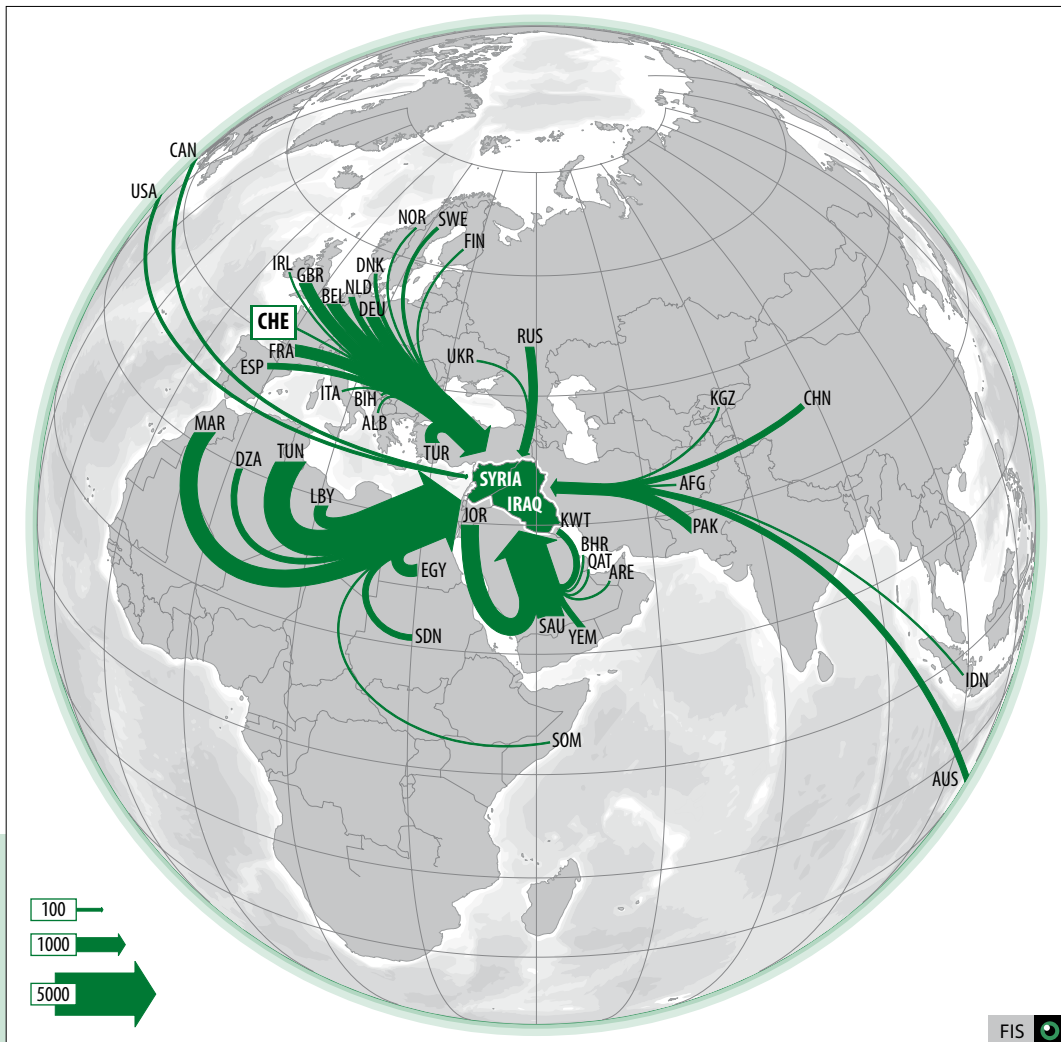 CAN
USA
NOR
SWE
FIN
IRL
GBR
DNK
NLD
BEL
DEU
CHE
FRA
ESP
ITA
BIH
ALB
UKR
RUS
KGZ
CHN
MAR
DZA
TUN
TUR
LBY
SYRIA
IRAQ
AFG
PAK
JOR
KWT
BHR
QAT
ARE
EGY
SDN
SAU
YEM
SOM
IDN
AUS
100
1000
5000
FIS